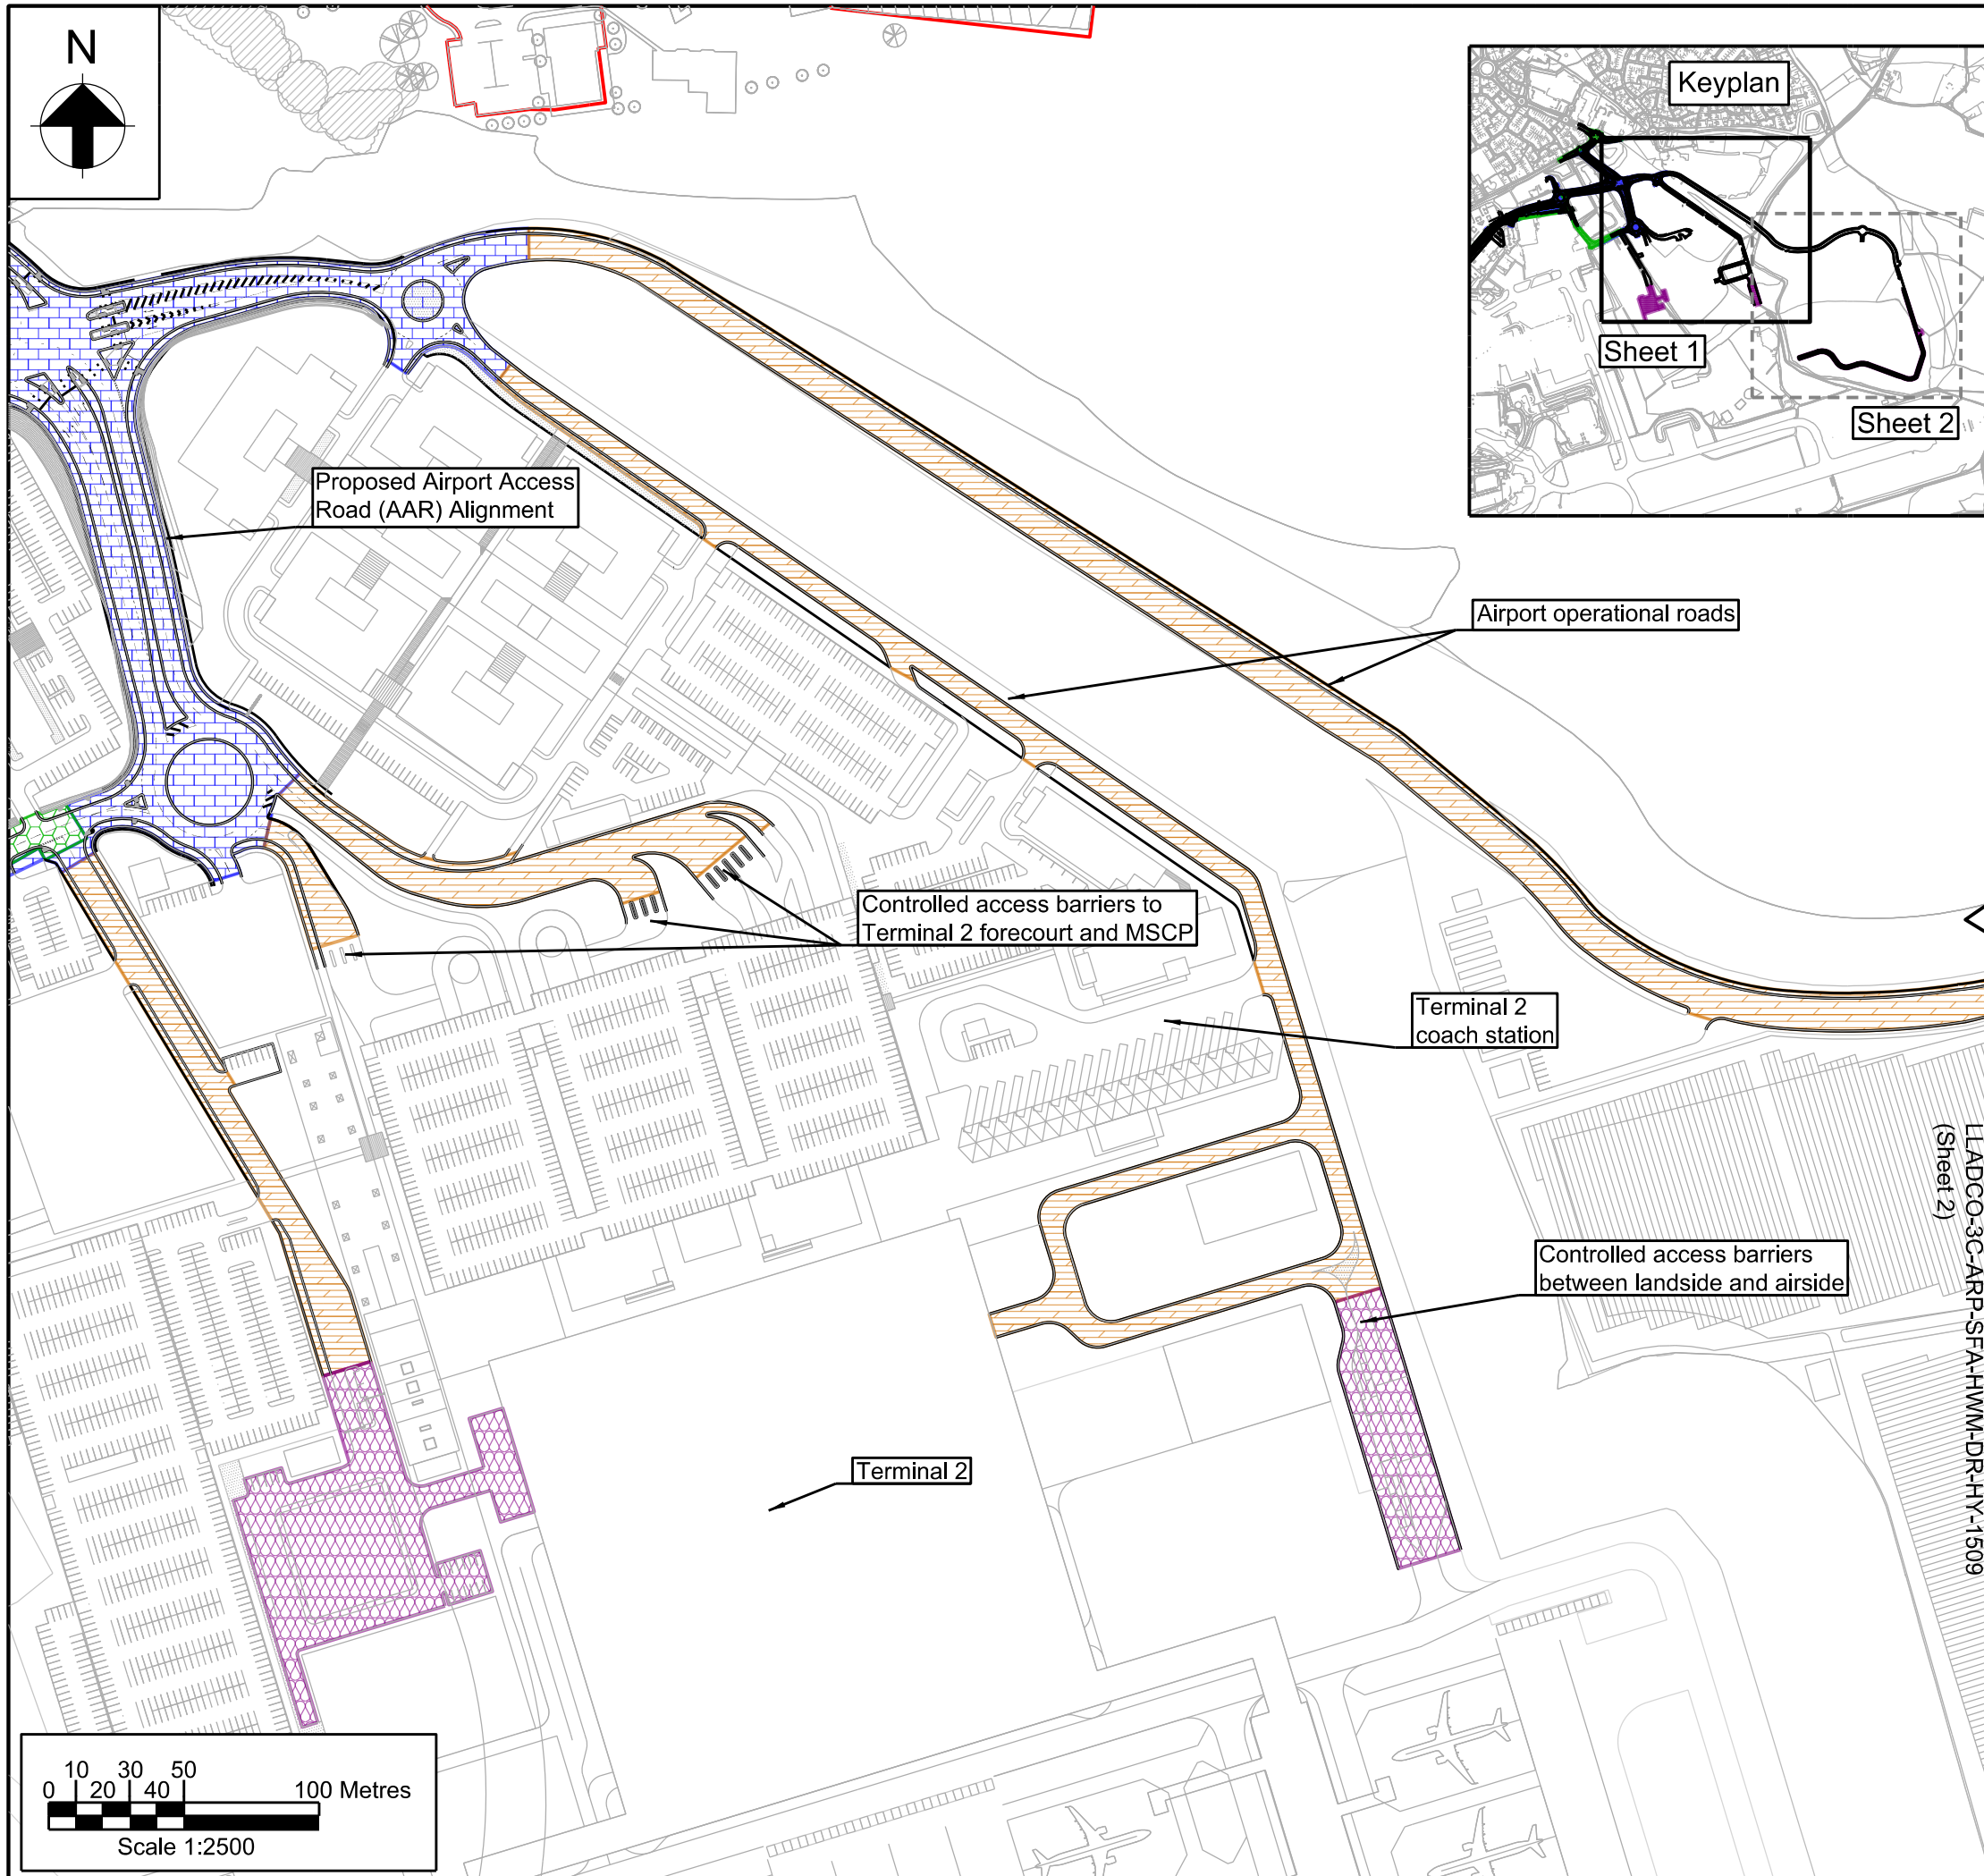 N
Keyplan
Sheet 1
Sheet 2
Proposed Airport Access
Road (AAR) Alignment
Airport operational roads
Controlled access barriers to
Terminal 2 forecourt and MSCP
Terminal 2
coach station
LLADCO-3C-ARP-SFA-HWM-DR-HY-1509
(Sheet 2)
Controlled access barriers
between landside and airside
Terminal 2
10 30 50
0 20 40 100 Metres
Scale 1:2500